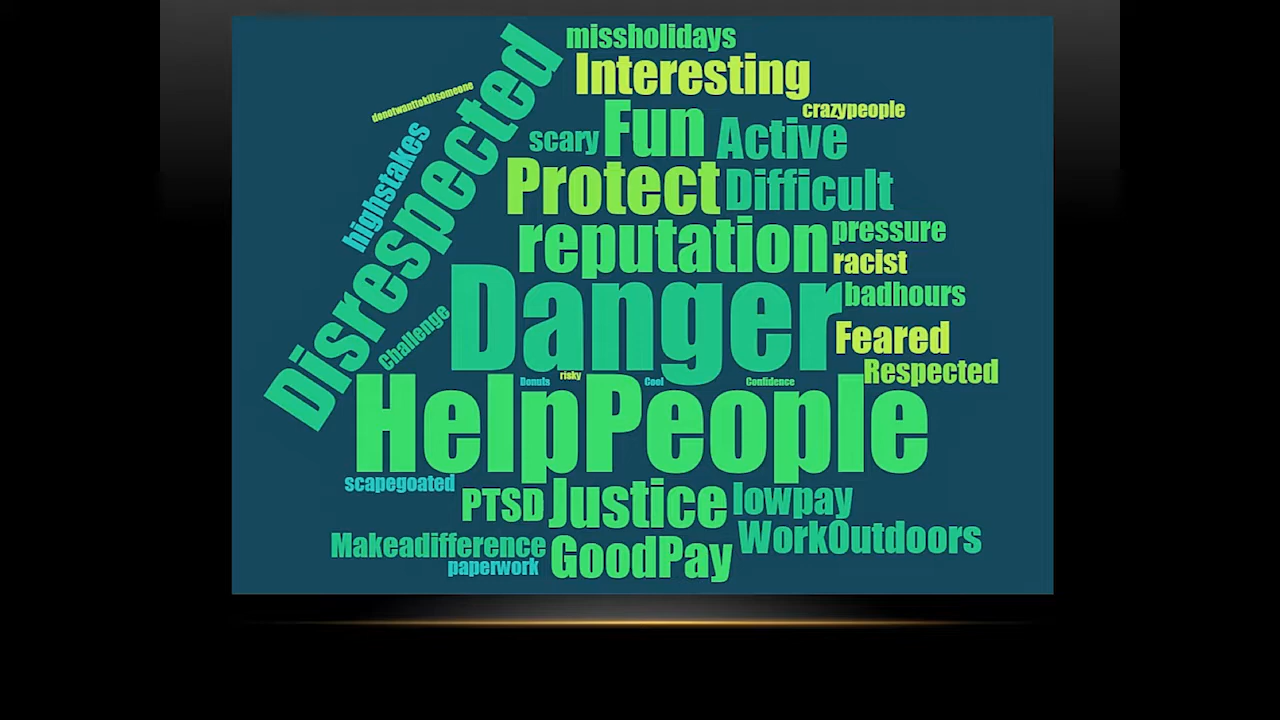 missholidays
Interesting
donotwanttokillsomeone
crazypeople
Disrespected
scary
Fun
Active
highstakes
Protect
Difficult
reputation
pressure
racist
Danger
badhours
Challenge
Feared
Respected
Donuts
risky
Cool
Confidence
HelpPeople
scapegoated
PTSD
Justice
lowpay
Makeadifference
GoodPay
WorkOutdoors
paperwork